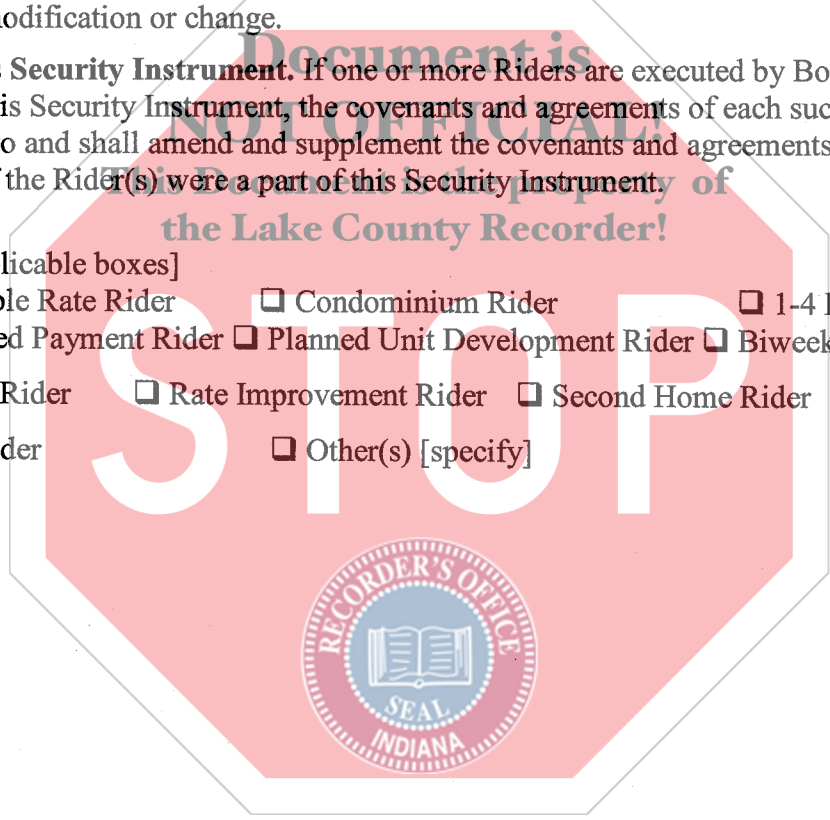 odification or change.
Document is
Security Instrument. If one or more Riders are executed by Bo
is Security Instrument, the covenants and agreements of each suc
NOT OFFICIAL!
o and shall amend and supplement the covenants and agreements
the Rider(s) were a part of this Security Instrument.
This Document is the property of
the Lake County Recorder!
licable boxes]
ble Rate Rider ❑ Condominium Rider ❑ 1-4
ed Payment Rider ❑ Planned Unit Development Rider ❑ Biweek
Rider ❑ Rate Improvement Rider ❑ Second Home Rider
der ❑ Other(s) [specify]
STOP
RECORDER'S OFFICE
SEAL
INDIANA